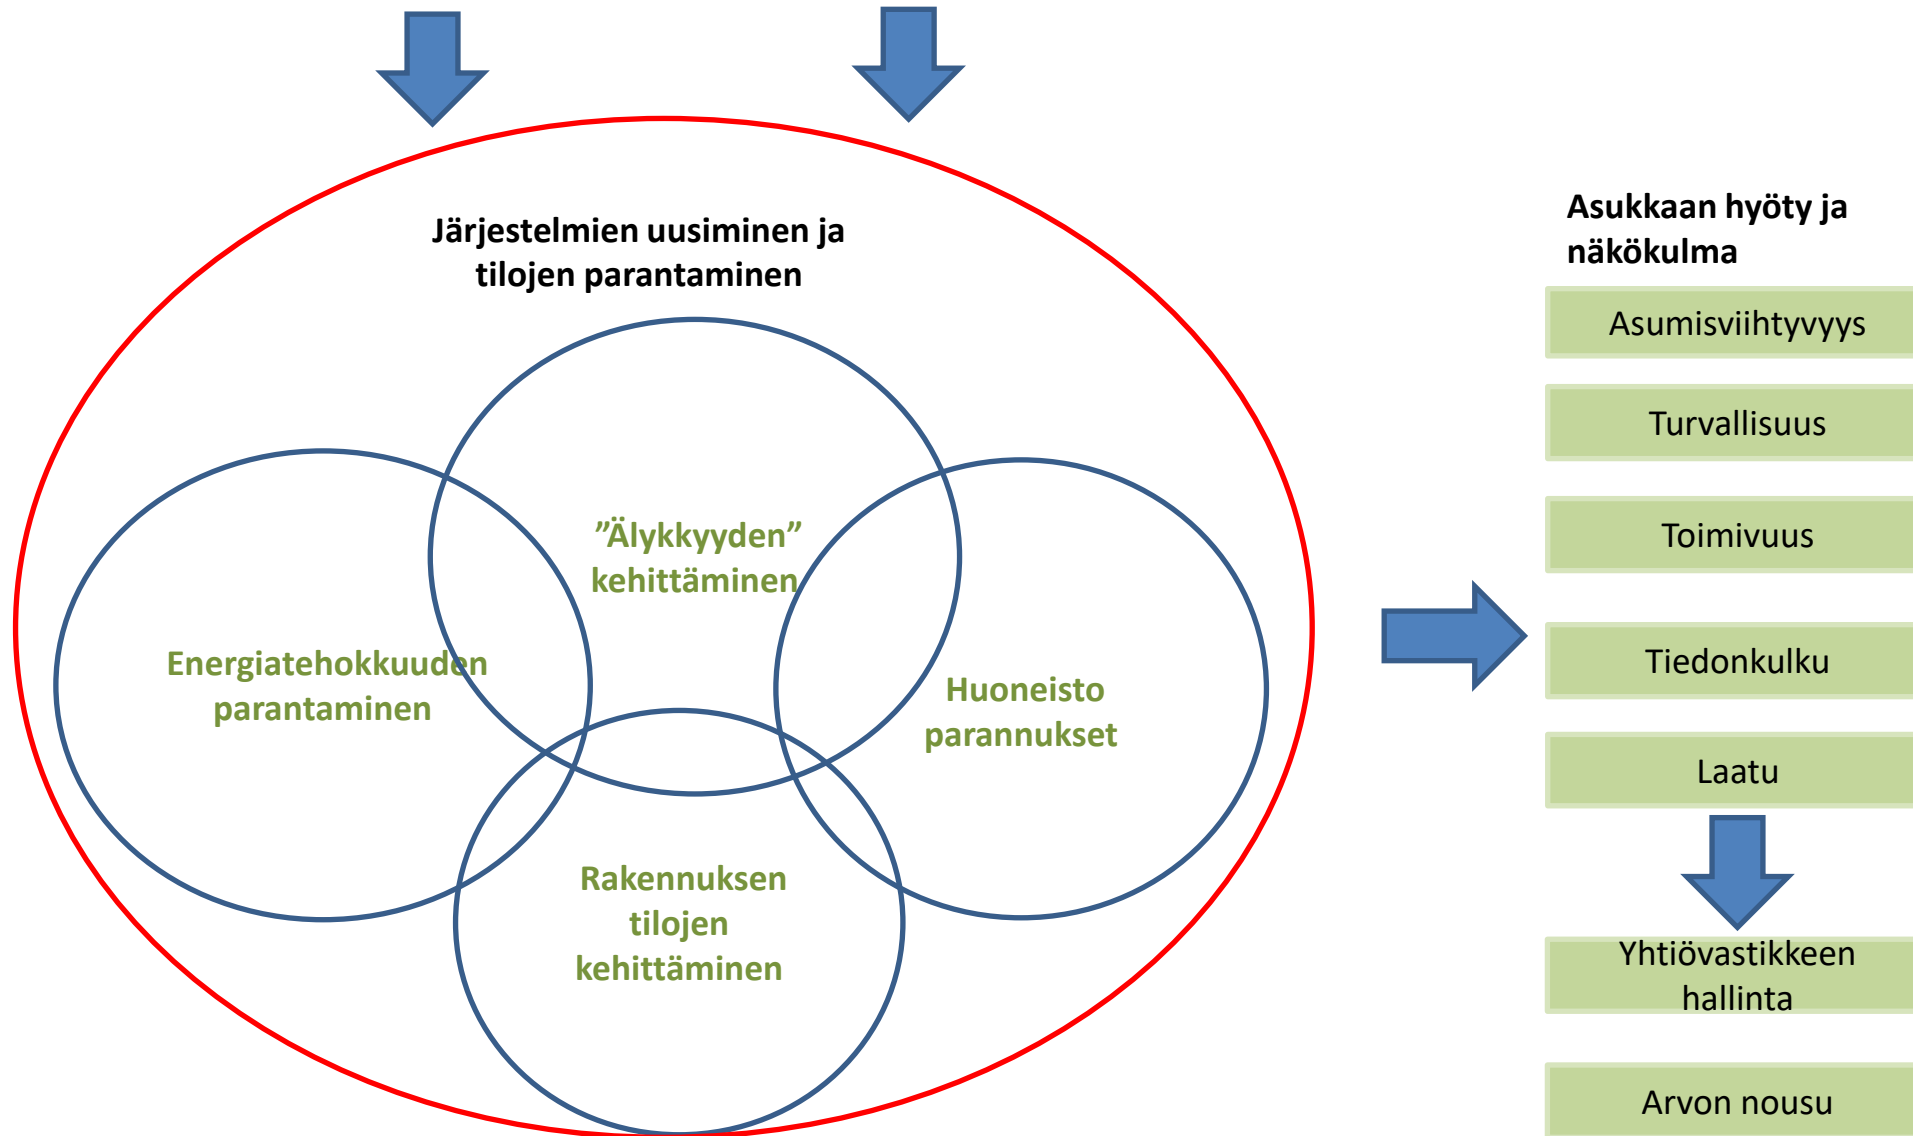 Järjestelmien uusiminen ja
tilojen parantaminen
”Älykkyyden”
kehittäminen
Energiatehokkuuden
parantaminen
Huoneisto
parannukset
Rakennuksen
tilojen
kehittäminen
Asukkaan hyöty ja
näkökulma
Asumisviihtyvyys
Turvallisuus
Toimivuus
Tiedonkulku
Laatu
Yhtiövastikkeen
hallinta
Arvon nousu